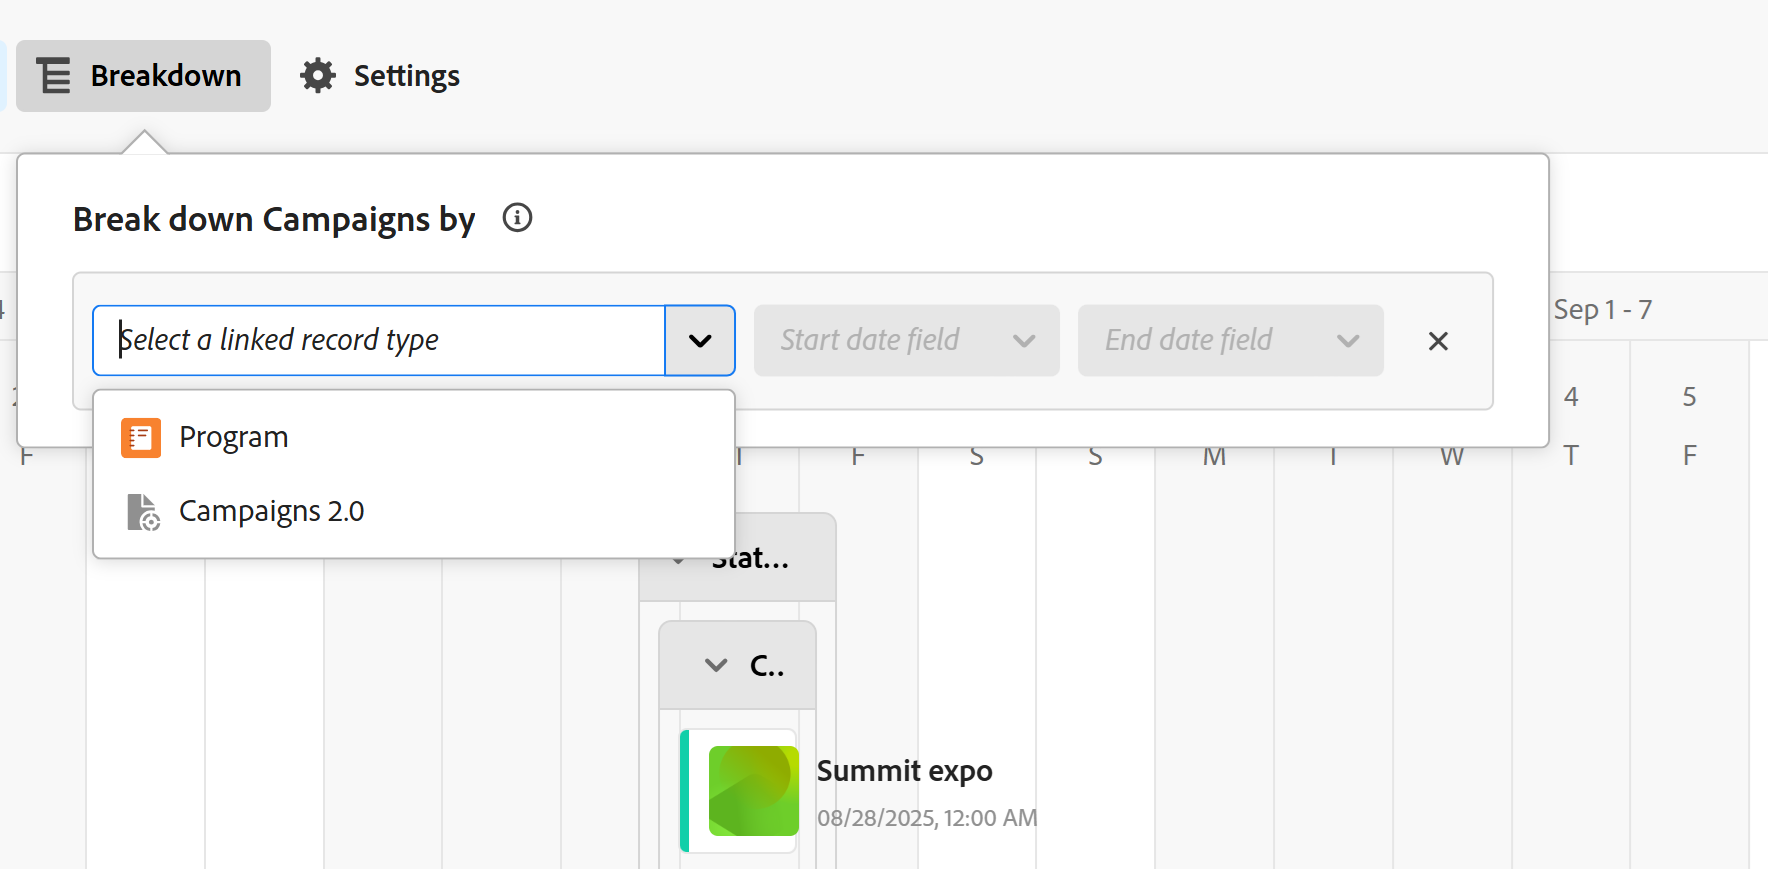 Breakdown
Settings
Break down Campaigns by
Select a linked record type
Start date field
End date field
Program
Campaigns 2.0
Sep 1 - 7
4
5
F
T
F
S
S
M
T
W
T
F
Stat...
C..
Summit expo
08/28/2025, 12:00 AM